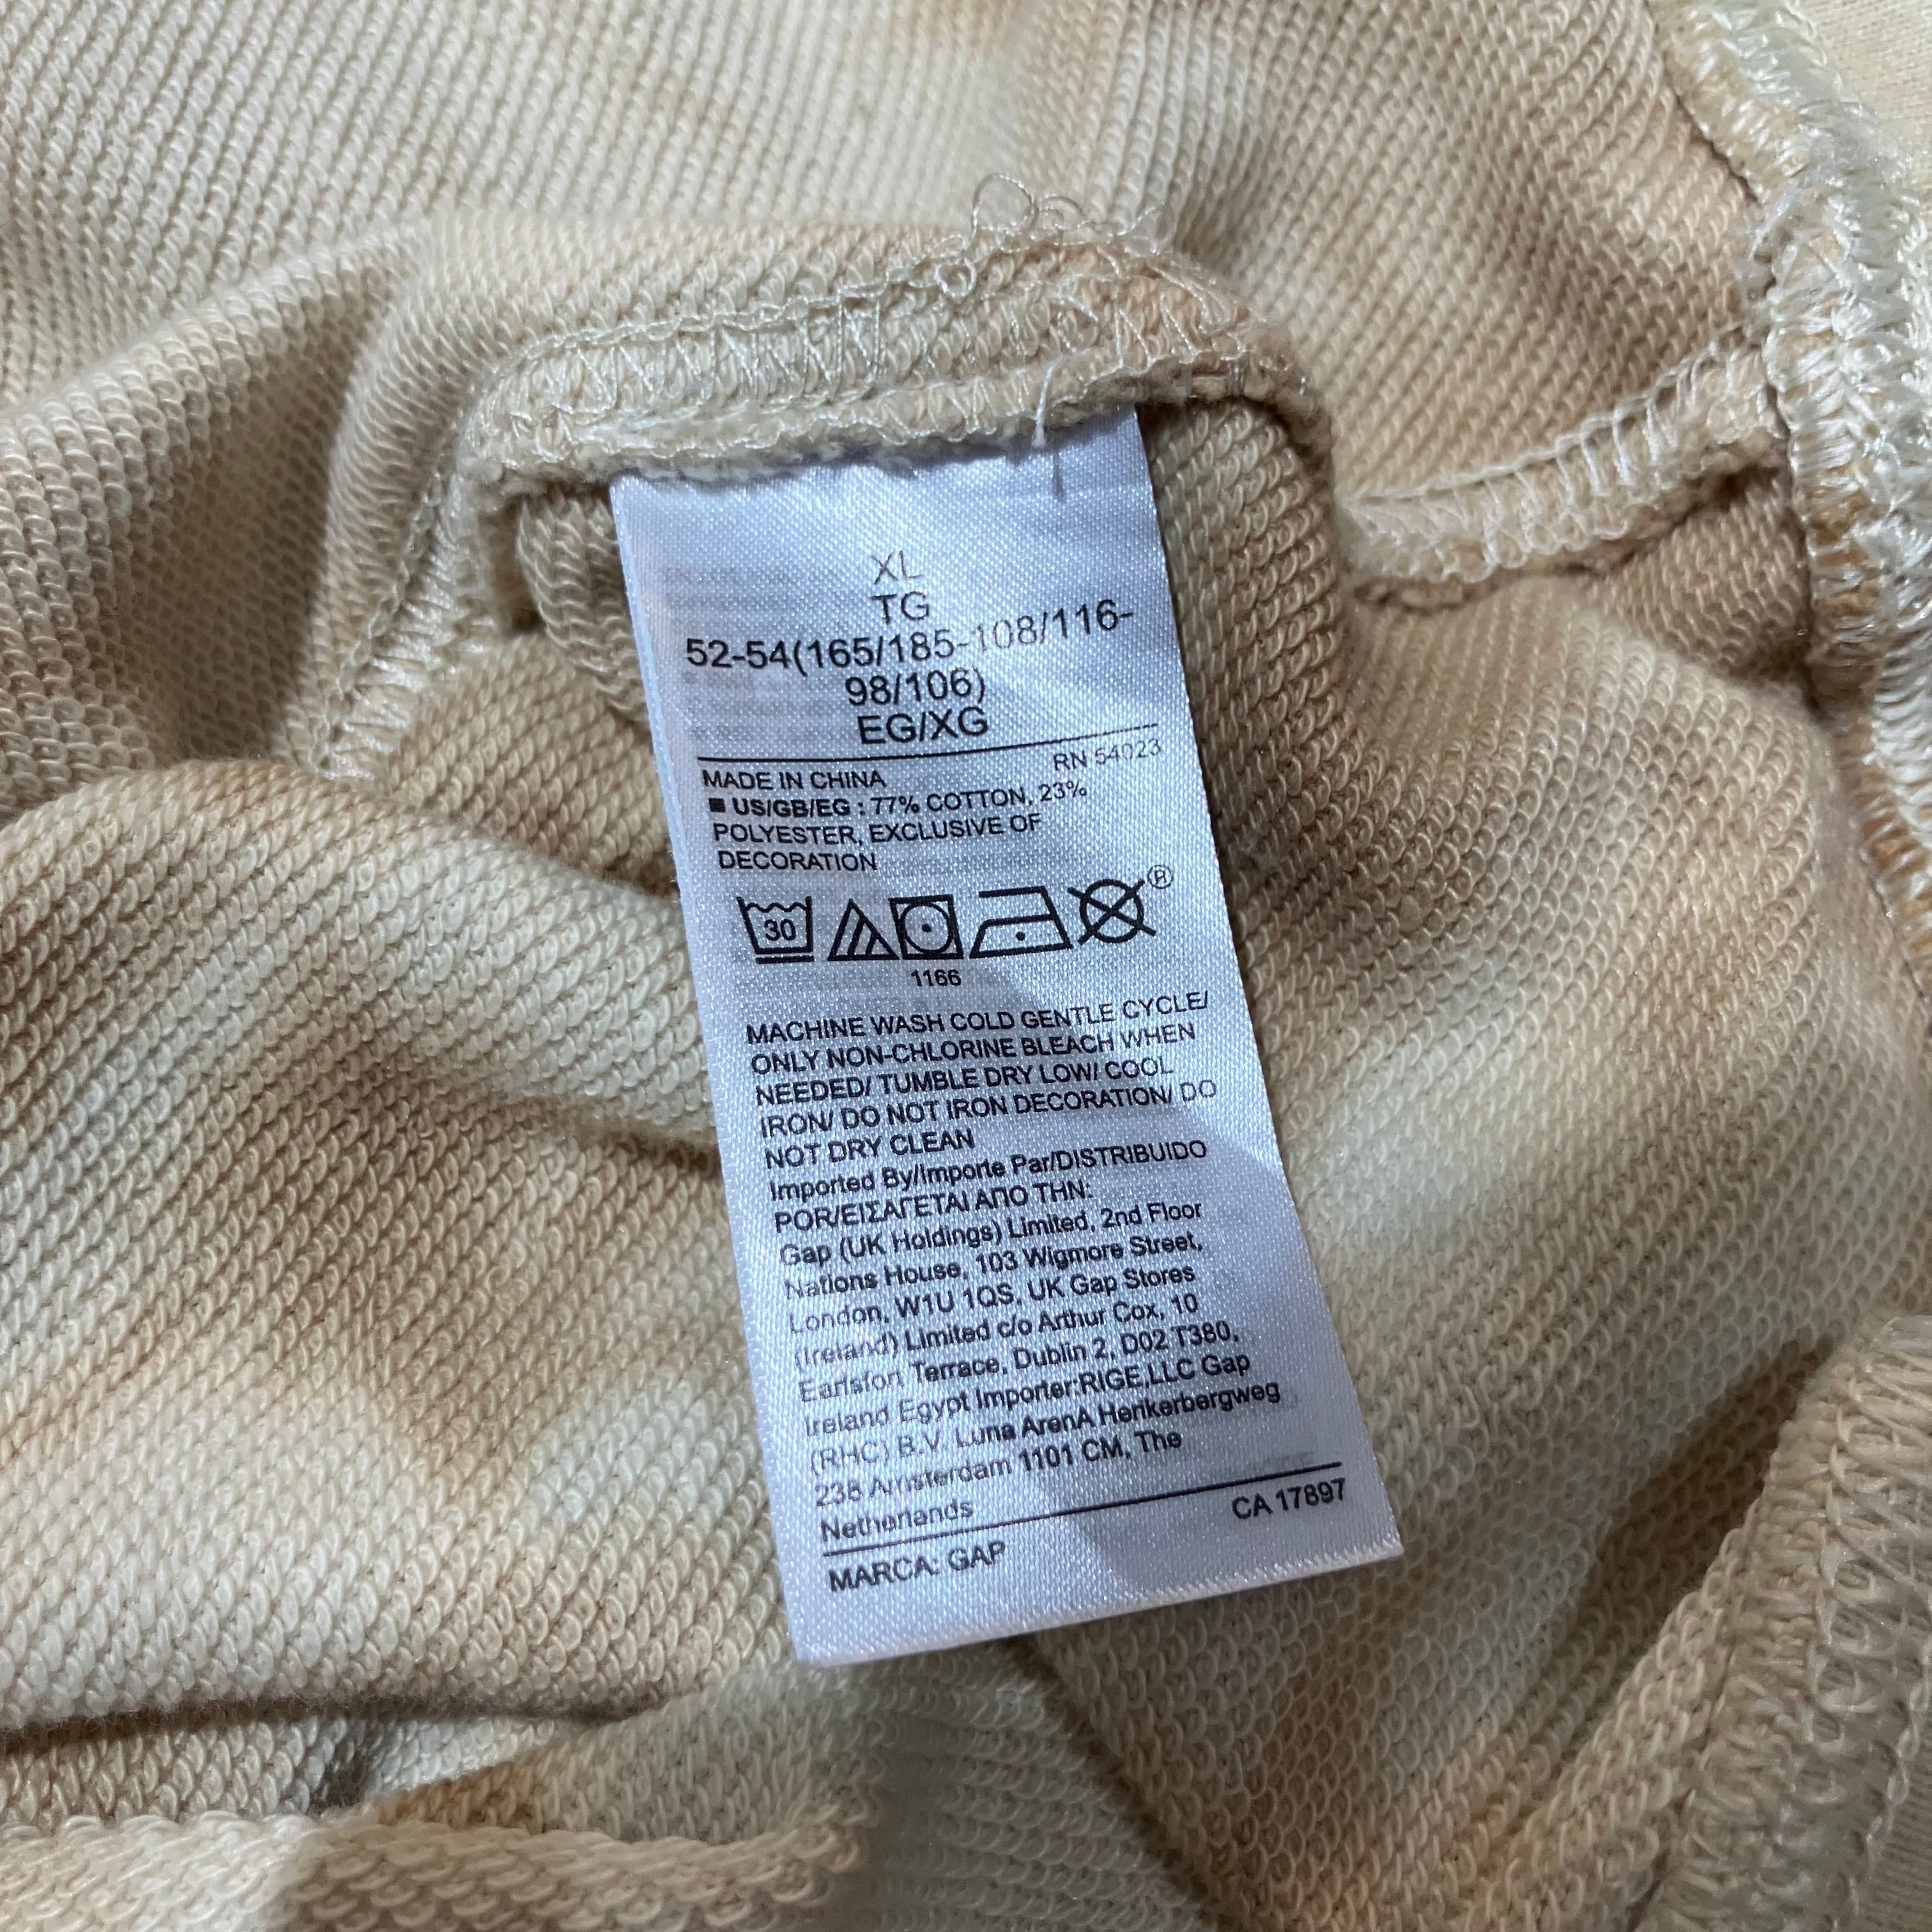 XL
TG
52-54(165/185-108/116-
98/106)
EG/XG
RN 54023
MADE IN CHINA
■ US/GB/EG : 77% COTTON, 23%
POLYESTER, EXCLUSIVE OF
DECORATION
30
®
1166
MACHINE WASH COLD GENTLE CYCLE/
ONLY NON-CHLORINE BLEACH WHEN
NEEDED/ TUMBLE DRY LOW/ COOL
IRON/ DO NOT IRON DECORATION/ DO
NOT DRY CLEAN
Imported By/Importe Par/DISTRIBUIDO
POR/ΕΙΣΑΓΕΤΑΙ ΑΠΟ ΤΗΝ:
Gap (UK Holdings) Limited, 2nd Floor
Nations House, 103 Wigmore Street,
London, W1U 1QS, UK Gap Stores
(Ireland) Limited c/o Arthur Cox, 10
Earlsfort Terrace, Dublin 2, D02 T380,
Ireland Egypt Importer:RIGE,LLC Gap
(RHC) B.V. Luna ArenA Herikerbergweg
238 Amsterdam 1101 CM, The
Netherlands
CA 17897
MARCA: GAP